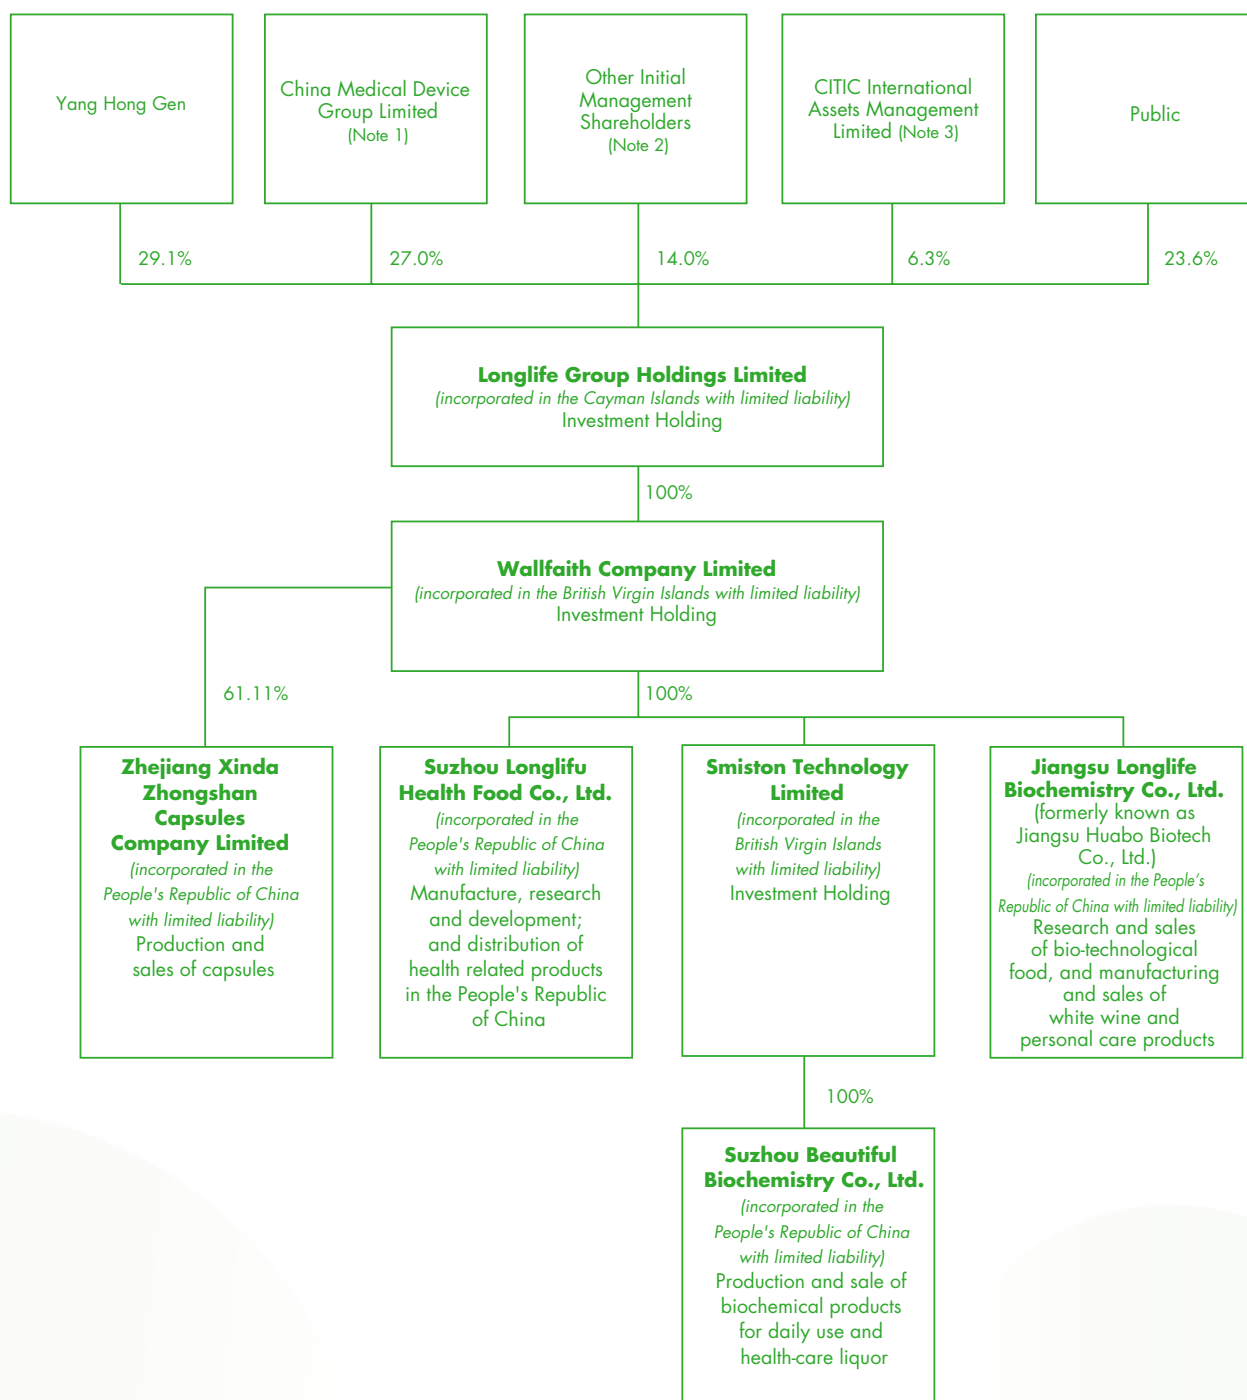 Yang Hong Gen
China Medical Device
Group Limited
(Note 1)
Other Initial
Management
Shareholders
(Note 2)
CITIC International
Assets Management
Limited (Note 3)
Public
29.1%
27.0%
14.0%
6.3%
23.6%
Longlife Group Holdings Limited
(incorporated in the Cayman Islands with limited liability)
Investment Holding
100%
Wallfaith Company Limited
(incorporated in the British Virgin Islands with limited liability)
Investment Holding
61.11%
100%
Zhejiang Xinda
Zhongshan
Capsules
Company Limited
(incorporated in the
People's Republic of China
with limited liability)
Production and
sales of capsules
Suzhou Longlifu
Health Food Co., Ltd.
(incorporated in the
People's Republic of China
with limited liability)
Manufacture, research
and development;
and distribution of
health related products
in the People's Republic
of China
Smiston Technology
Limited
(incorporated in the
British Virgin Islands
with limited liability)
Investment Holding
Jiangsu Longlife
Biochemistry Co., Ltd.
(formerly known as
Jiangsu Huabo Biotech
Co., Ltd.)
(incorporated in the People’s
Republic of China with limited liability)
Research and sales
of bio-technological
food, and manufacturing
and sales of
white wine and
personal care products
100%
Suzhou Beautiful
Biochemistry Co., Ltd.
(incorporated in the
People's Republic of China
with limited liability)
Production and sale of
biochemical products
for daily use and
health-care liquor